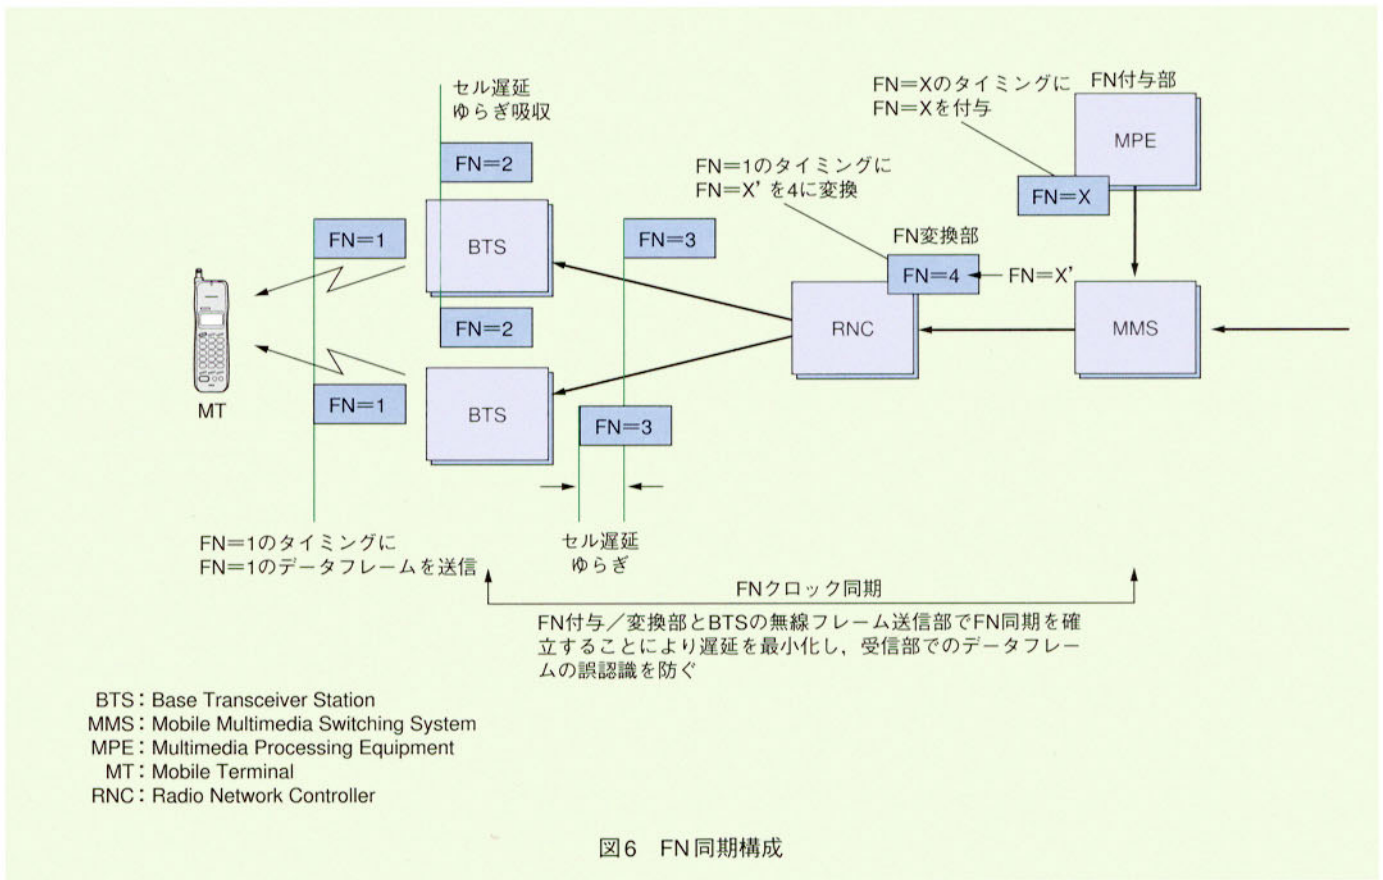 セル遅延
ゆらぎ吸収
FN=2
FN=Xのタイミングに
FN=Xを付与
FN付与部
MPE
FN=X
FN=1のタイミングに
FN=X’を4に変換
FN変換部
FN=4
FN=X’
FN=1
BTS
FN=3
RNC
MMS
FN=2
MT
FN=1
BTS
FN=3
FN=1のタイミングに
FN=1のデータフレームを送信
セル遅延
ゆらぎ
FNクロック同期
FN付与／変換部とBTSの無線フレーム送信部でFN同期を確
立することにより遅延を最小化し，受信部でのデータフレー
ムの誤認識を防ぐ
BTS：Base Transceiver Station
MMS：Mobile Multimedia Switching System
MPE：Multimedia Processing Equipment
MT：Mobile Terminal
RNC：Radio Network Controller
図6 FN同期構成